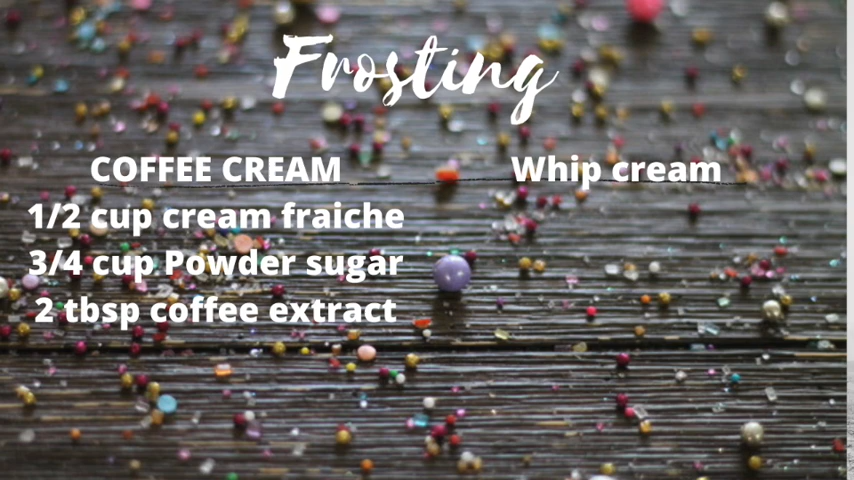 Frosting
COFFEE CREAM
1/2 cup cream fraiche
3/4 cup Powder sugar
2 tbsp coffee extract
Whip cream